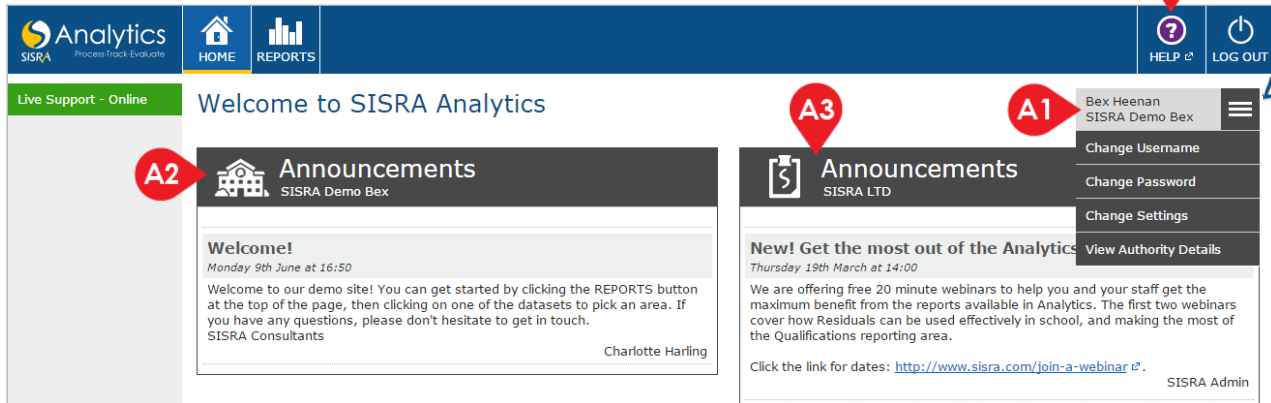 Analytics
SISRA
Process·Track·Evaluate
HOME
REPORTS
?
HELP
LOG OUT
Live Support - Online
Welcome to SISRA Analytics
A1
Bex Heenan
SISRA Demo Bex
Change Username
Change Password
Change Settings
View Authority Details
A2
Announcements
SISRA Demo Bex
Welcome!
Monday 9th June at 16:50
Welcome to our demo site! You can get started by clicking the REPORTS button
at the top of the page, then clicking on one of the datasets to pick an area. If
you have any questions, please don't hesitate to get in touch.
SISRA Consultants
Charlotte Harling
A3
Announcements
SISRA LTD
New! Get the most out of the Analytics
Thursday 19th March at 14:00
We are offering free 20 minute webinars to help you and your staff get the
maximum benefit from the reports available in Analytics. The first two webinars
cover how Residuals can be used effectively in school, and making the most of
the Qualifications reporting area.
Click the link for dates: http://www.sisra.com/join-a-webinar .
SISRA Admin